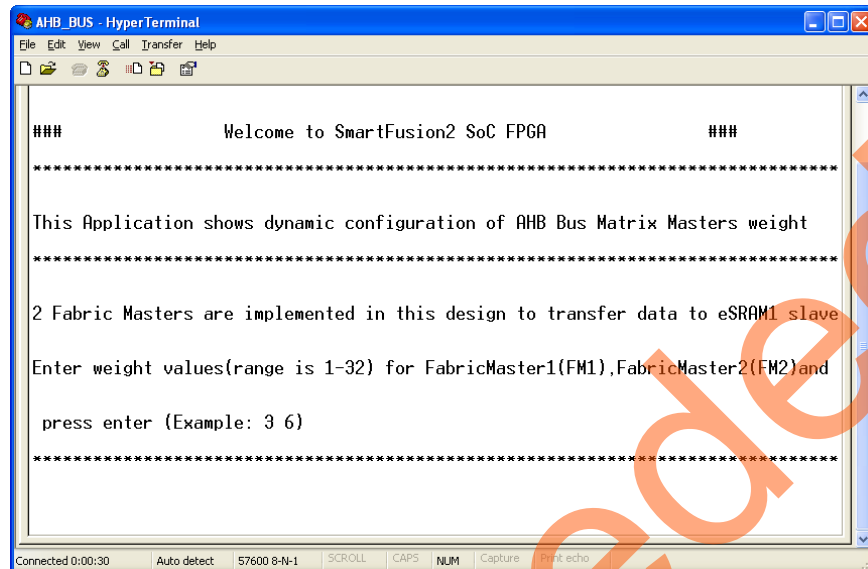 AHB_BUS - HyperTerminal
File Edit View Call Transfer Help
### Welcome to SmartFusion2 SoC FPGA ###
********************************************************************************
This Application shows dynamic configuration of AHB Bus Matrix Masters weight
********************************************************************************
2 Fabric Masters are implemented in this design to transfer data to eSRAM1 slave
Enter weight values(range is 1-32) for FabricMaster1(FM1),FabricMaster2(FM2)and
press enter (Example: 3 6)
********************************************************************************
Connected 0:00:30 Auto detect 57600 8-N-1 SCROLL CAPS NUM Capture Print echo